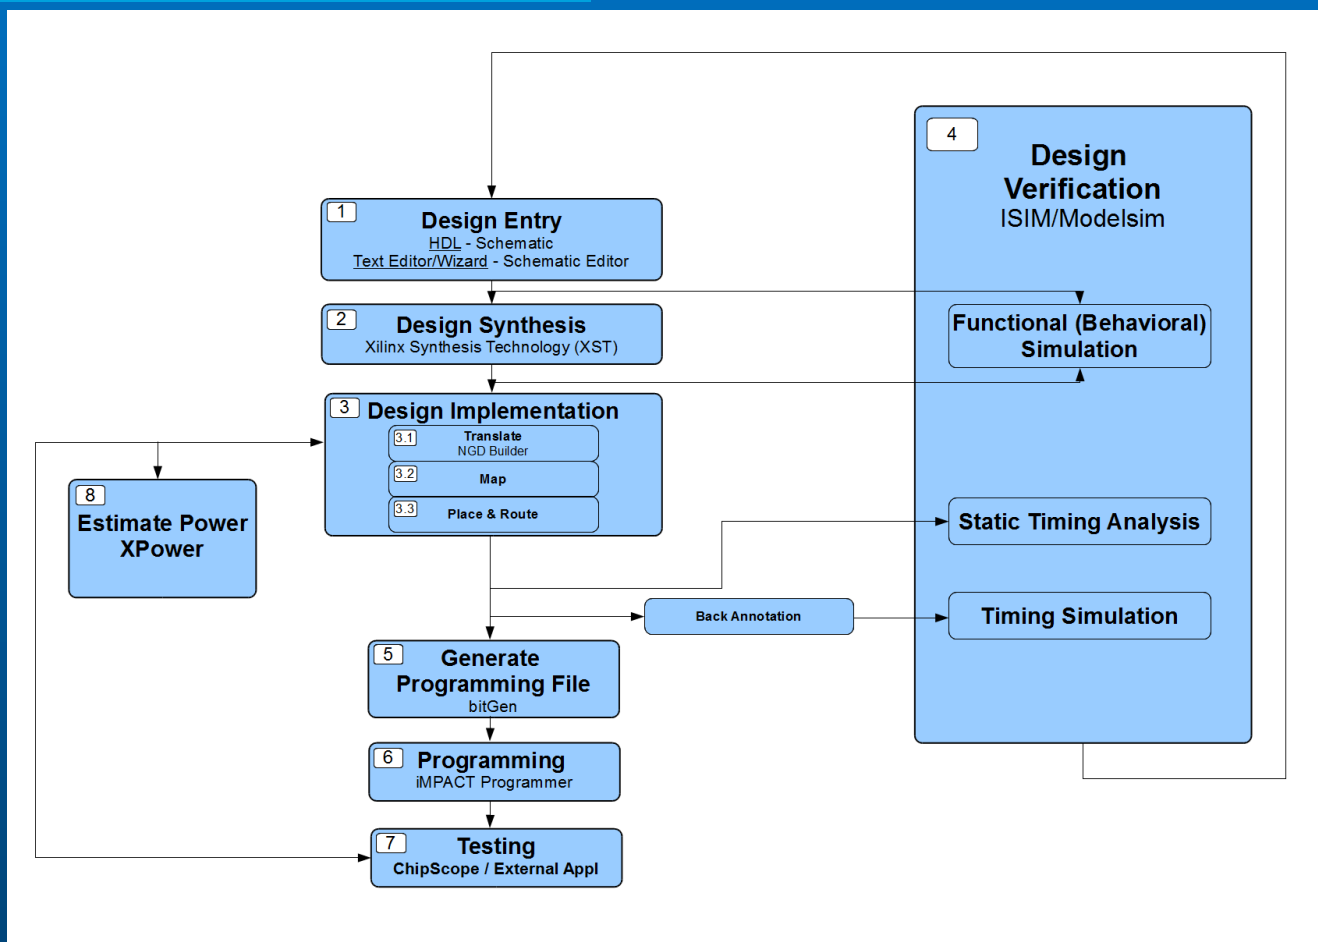 1
Design Entry
HDL - Schematic
Text Editor/Wizard - Schematic Editor
2
Design Synthesis
Xilinx Synthesis Technology (XST)
3
Design Implementation
3.1
Translate
NGD Builder
3.2
Map
3.3
Place & Route
4
Design
Verification
ISIM/Modelsim
Functional (Behavioral)
Simulation
Static Timing Analysis
Timing Simulation
Back Annotation
5
Generate
Programming File
bitGen
6
Programming
iMPACT Programmer
7
Testing
ChipScope / External Appl
8
Estimate Power
XPower